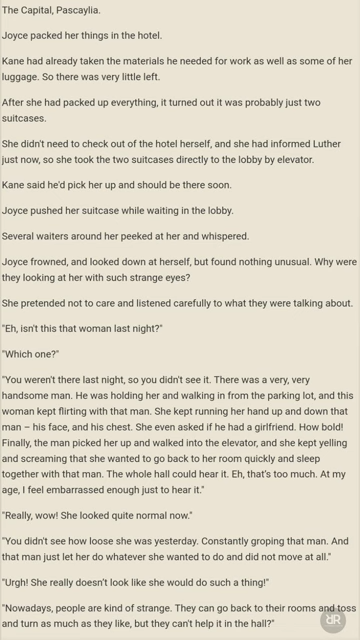 The Capital, Pascaylia.
Joyce packed her things in the hotel.
Kane had already taken the materials he needed for work as well as some of her
luggage. So there was very little left.
After she had packed up everything, it turned out it was probably just two
suitcases.
She didn't need to check out of the hotel herself, and she had informed Luther
just now, so she took the two suitcases directly to the lobby by elevator.
Kane said he'd pick her up and should be there soon.
Joyce pushed her suitcase while waiting in the lobby.
Several waiters around her peeked at her and whispered.
Joyce frowned, and looked down at herself, but found nothing unusual. Why were
they looking at her with such strange eyes?
She pretended not to care and listened carefully to what they were talking about.
"Eh, isn't this that woman last night?"
"Which one?"
"You weren't there last night, so you didn't see it. There was a very, very
handsome man. He was holding her and walking in from the parking lot, and this
woman kept flirting with that man. She kept running her hand up and down that
man – his face, and his chest. She even asked if he had a girlfriend. How bold!
Finally, the man picked her up and walked into the elevator, and she kept yelling
and screaming that she wanted to go back to her room quickly and sleep
together with that man. The whole hall could hear it. Eh, that's too much. At my
age, I feel embarrassed enough just to hear it."
"Really, wow! She looked quite normal now."
"You didn't see how loose she was yesterday. Constantly groping that man. And
that man just let her do whatever she wanted to do and did not move at all."
"Urgh! She really doesn't look like she would do such a thing!"
"Nowadays, people are kind of strange. They can go back to their rooms and toss
and turn as much as they like, but they can't help it in the hall?"